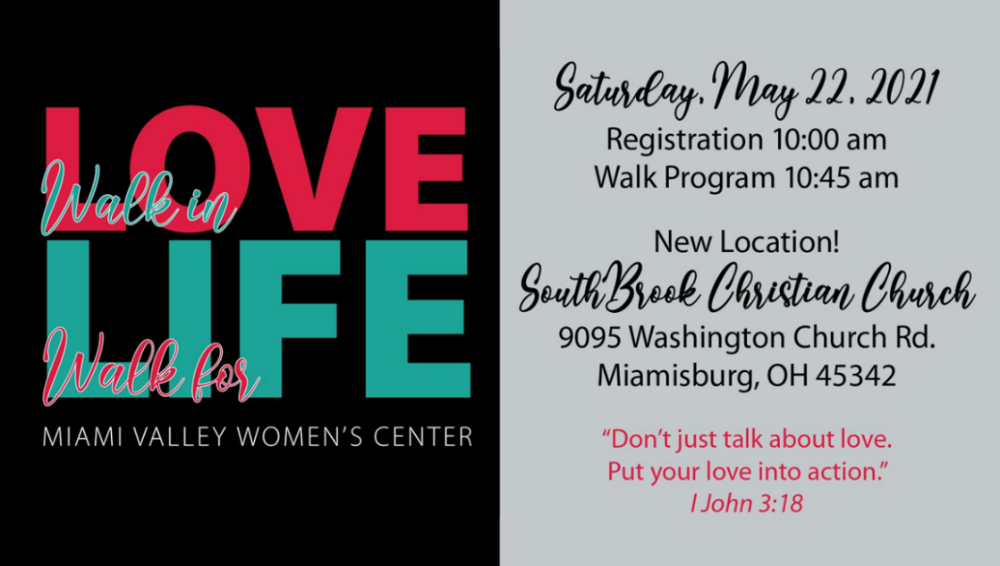 Walk in
LOVE
Walk for
LIFE
MIAMI VALLEY WOMEN'S CENTER
Saturday, May 22, 2021
Registration 10:00 am
Walk Program 10:45 am
New Location!
SouthBrook Christian Church
9095 Washington Church Rd.
Miamisburg, OH 45342
“Don't just talk about love.
Put your love into action.”
I John 3:18